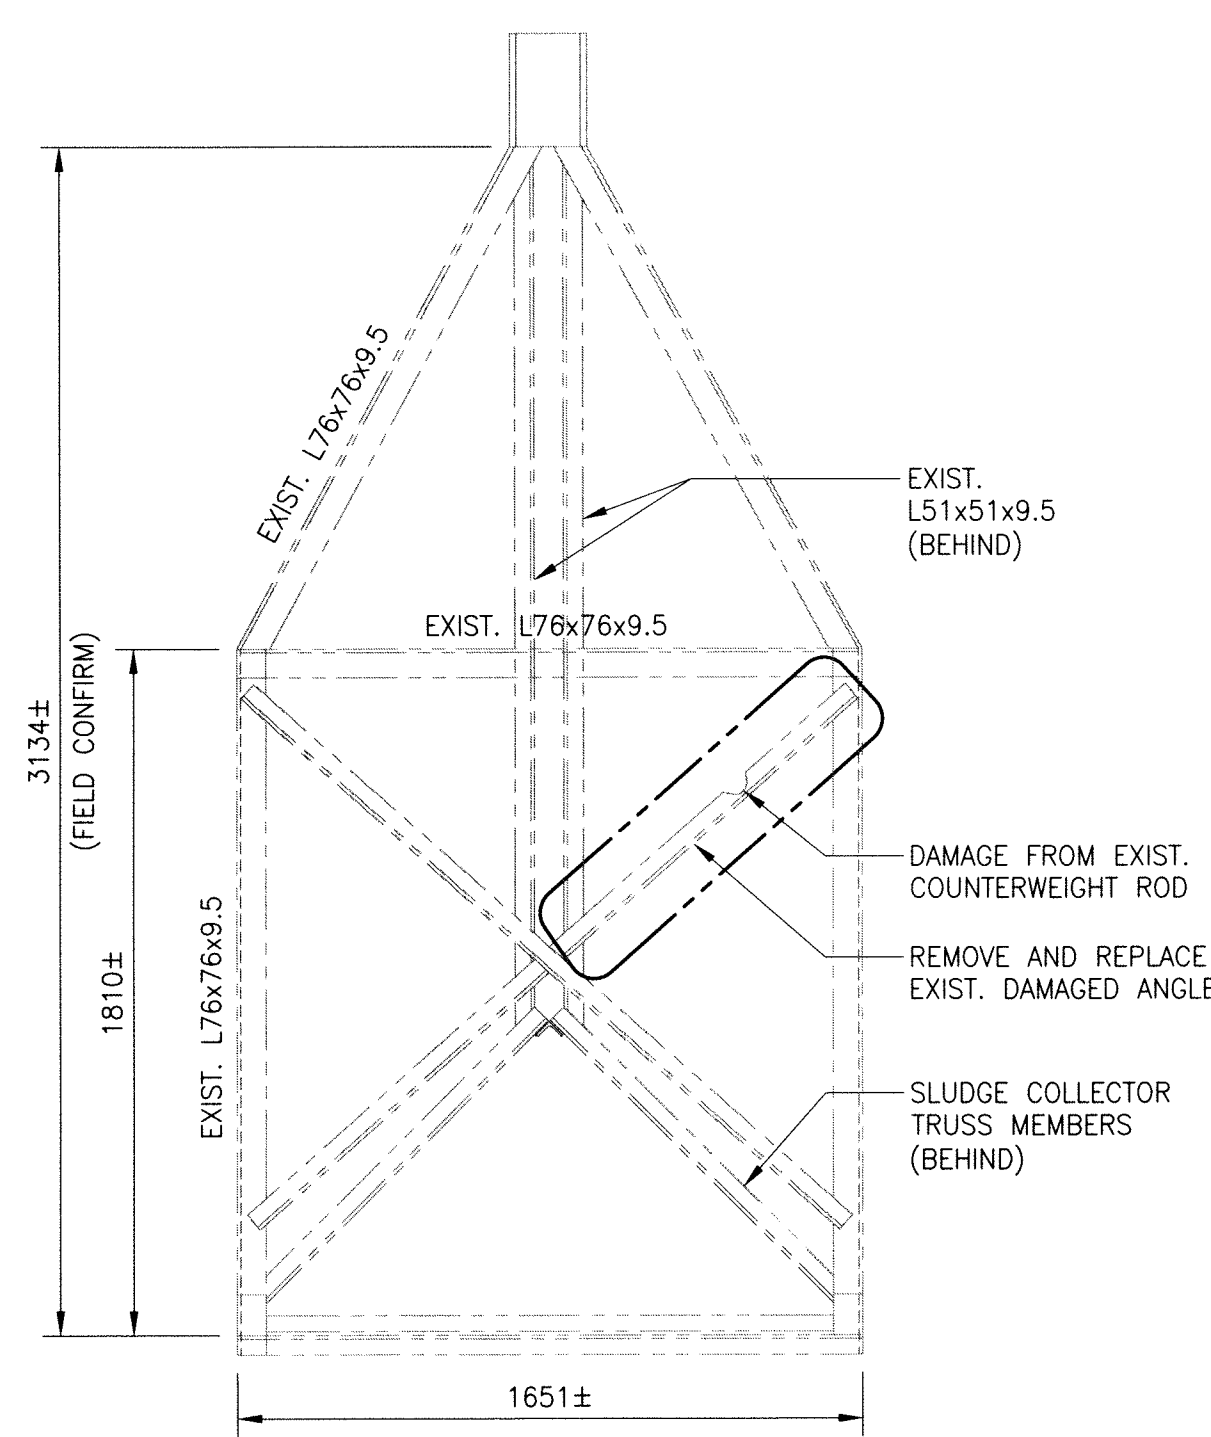 EXIST. L76x76x9.5
EXIST.
L51x51x9.5
(BEHIND)
EXIST. L76x76x9.5
3134±
(FIELD CONFIRM)
1810±
EXIST. L76x76x9.5
DAMAGE FROM EXIST.
COUNTERWEIGHT ROD
REMOVE AND REPLACE
EXIST. DAMAGED ANGLE
SLUDGE COLLECTOR
TRUSS MEMBERS
(BEHIND)
1651±